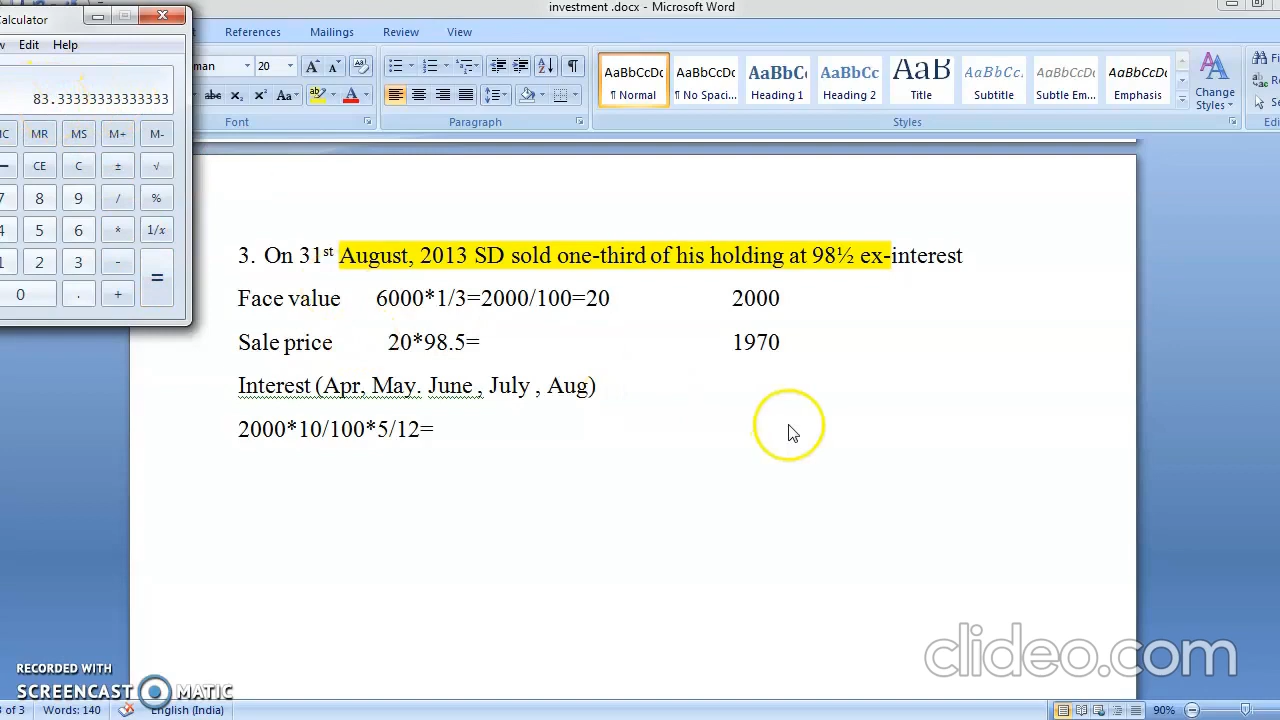 investment .docx - Microsoft Word
Calculator
Edit Help
83.33333333333333
MR MS M+ M-
CE C ± √
8 9 / %
5 6 * 1/x
2 3 - =
0 . +
References Mailings Review View
20
Font
Paragraph
AaBbCcDc AaBbCcDc AaBbCc AaBbCc AaB AaBbCc. AaBbCcDc AaBbCcDc
¶ Normal ¶ No Spaci... Heading 1 Heading 2 Title Subtitle Subtle Em... Emphasis
Change Styles
Styles
3. On 31st August, 2013 SD sold one-third of his holding at 98½ ex-interest
Face value 6000*1/3=2000/100=20 2000
Sale price 20*98.5= 1970
Interest (Apr, May. June , July , Aug)
2000*10/100*5/12=
clideo.com
RECORDED WITH
SCREENCAST MATIC
3 of 3 Words: 140 English (India) 90%